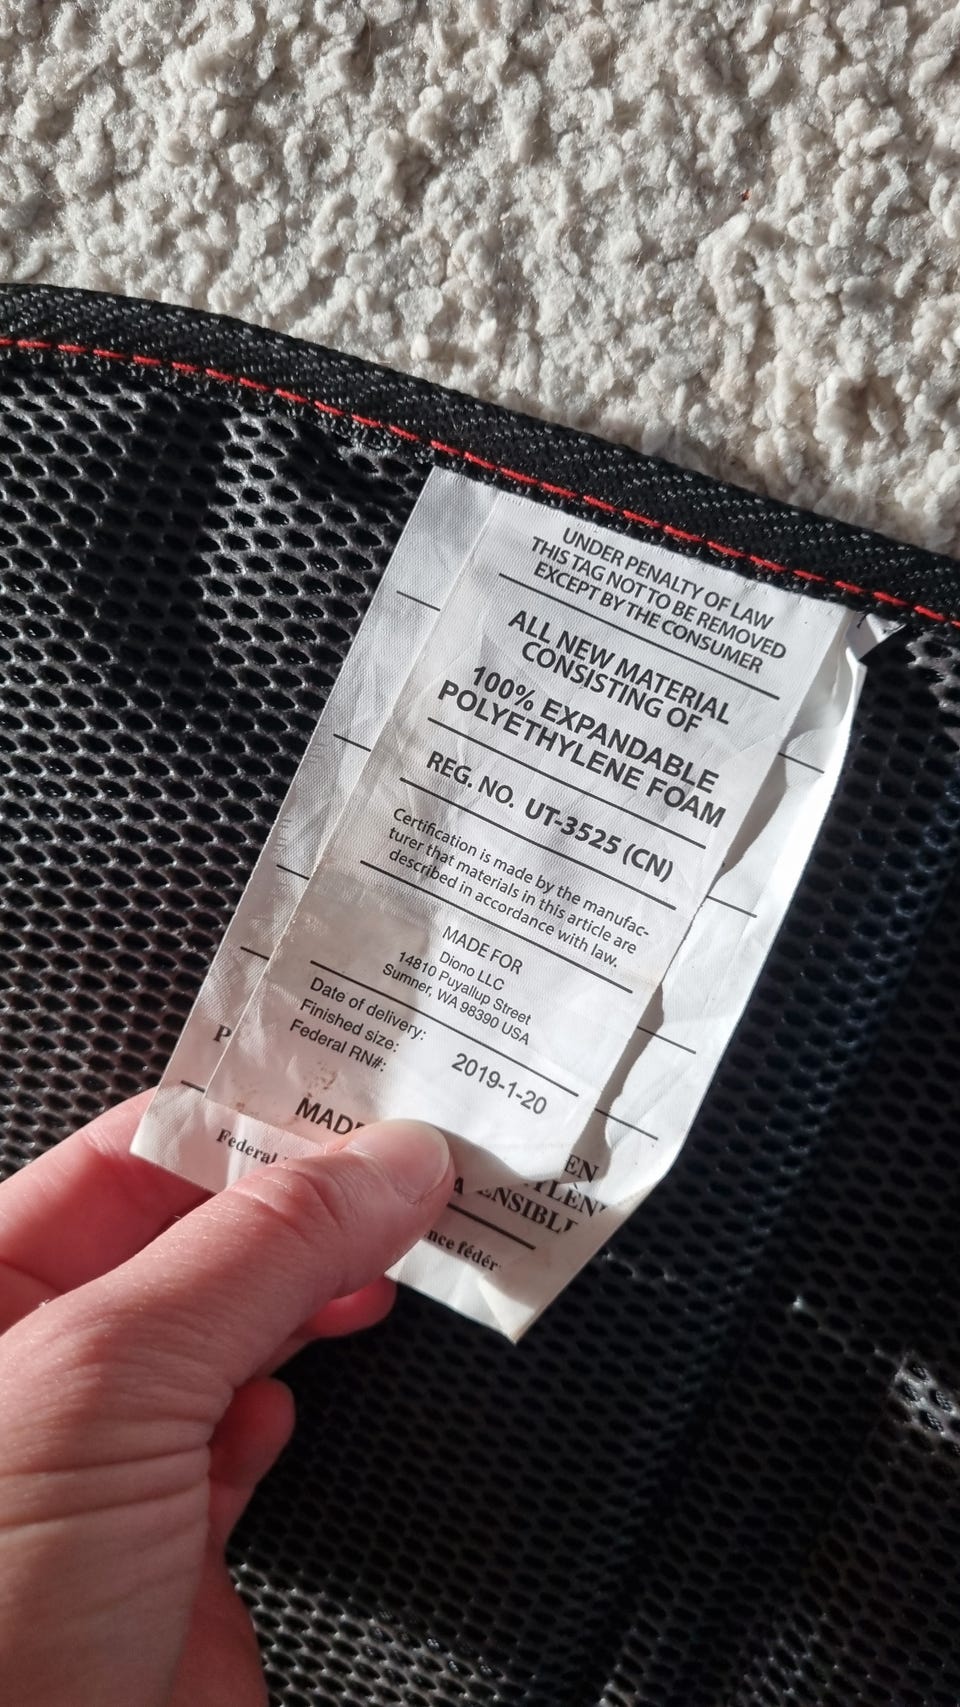 UNDER PENALTY OF LAW
THIS TAG NOT TO BE REMOVED
EXCEPT BY THE CONSUMER
ALL NEW MATERIAL
CONSISTING OF
100% EXPANDABLE
POLYETHYLENE FOAM
REG. NO. UT-3525 (CN)
Certification is made by the manufac-
turer that materials in this article are
described in accordance with law.
MADE FOR
Diono LLC
14810 Puyallup Street
Sumner, WA 98390 USA
Date of delivery: 2019-1-20
Finished size:
Federal RN#:
Federal